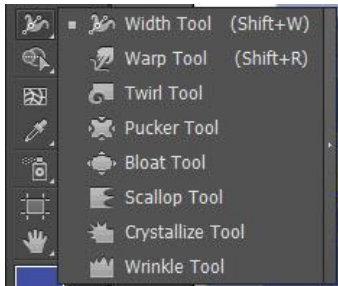 Width Tool (Shift+W)
Warp Tool (Shift+R)
Twirl Tool
Pucker Tool
Bloat Tool
Scallop Tool
Crystallize Tool
Wrinkle Tool